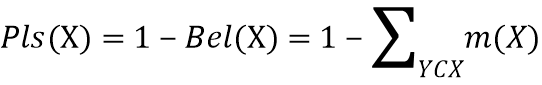 Pls(X) = 1 − Bel(X) = 1 − ∑_{YCX} m(X)